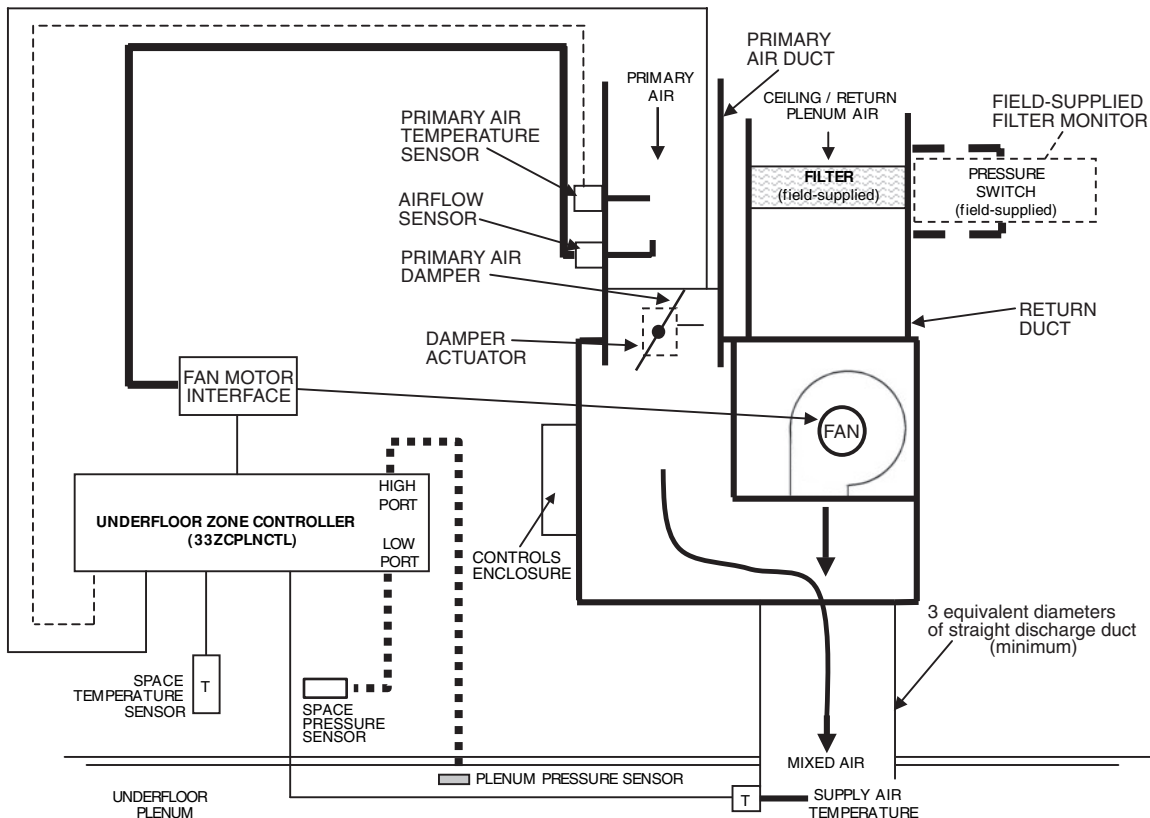 PRIMARY
AIR DUCT
PRIMARY
AIR
CEILING / RETURN
PLENUM AIR
FIELD-SUPPLIED
FILTER MONITOR
PRIMARY AIR
TEMPERATURE
SENSOR
FILTER
(field-supplied)
PRESSURE
SWITCH
(field-supplied)
AIRFLOW
SENSOR
PRIMARY AIR
DAMPER
DAMPER
ACTUATOR
RETURN
DUCT
FAN MOTOR
INTERFACE
FAN
HIGH
PORT
UNDERFLOOR ZONE CONTROLLER
(33ZCPLNCTL)
LOW
PORT
CONTROLS
ENCLOSURE
3 equivalent diameters
of straight discharge duct
(minimum)
SPACE
TEMPERATURE
SENSOR
T
SPACE
PRESSURE
SENSOR
MIXED AIR
PLENUM PRESSURE SENSOR
UNDERFLOOR
PLENUM
T
SUPPLY AIR
TEMPERATURE